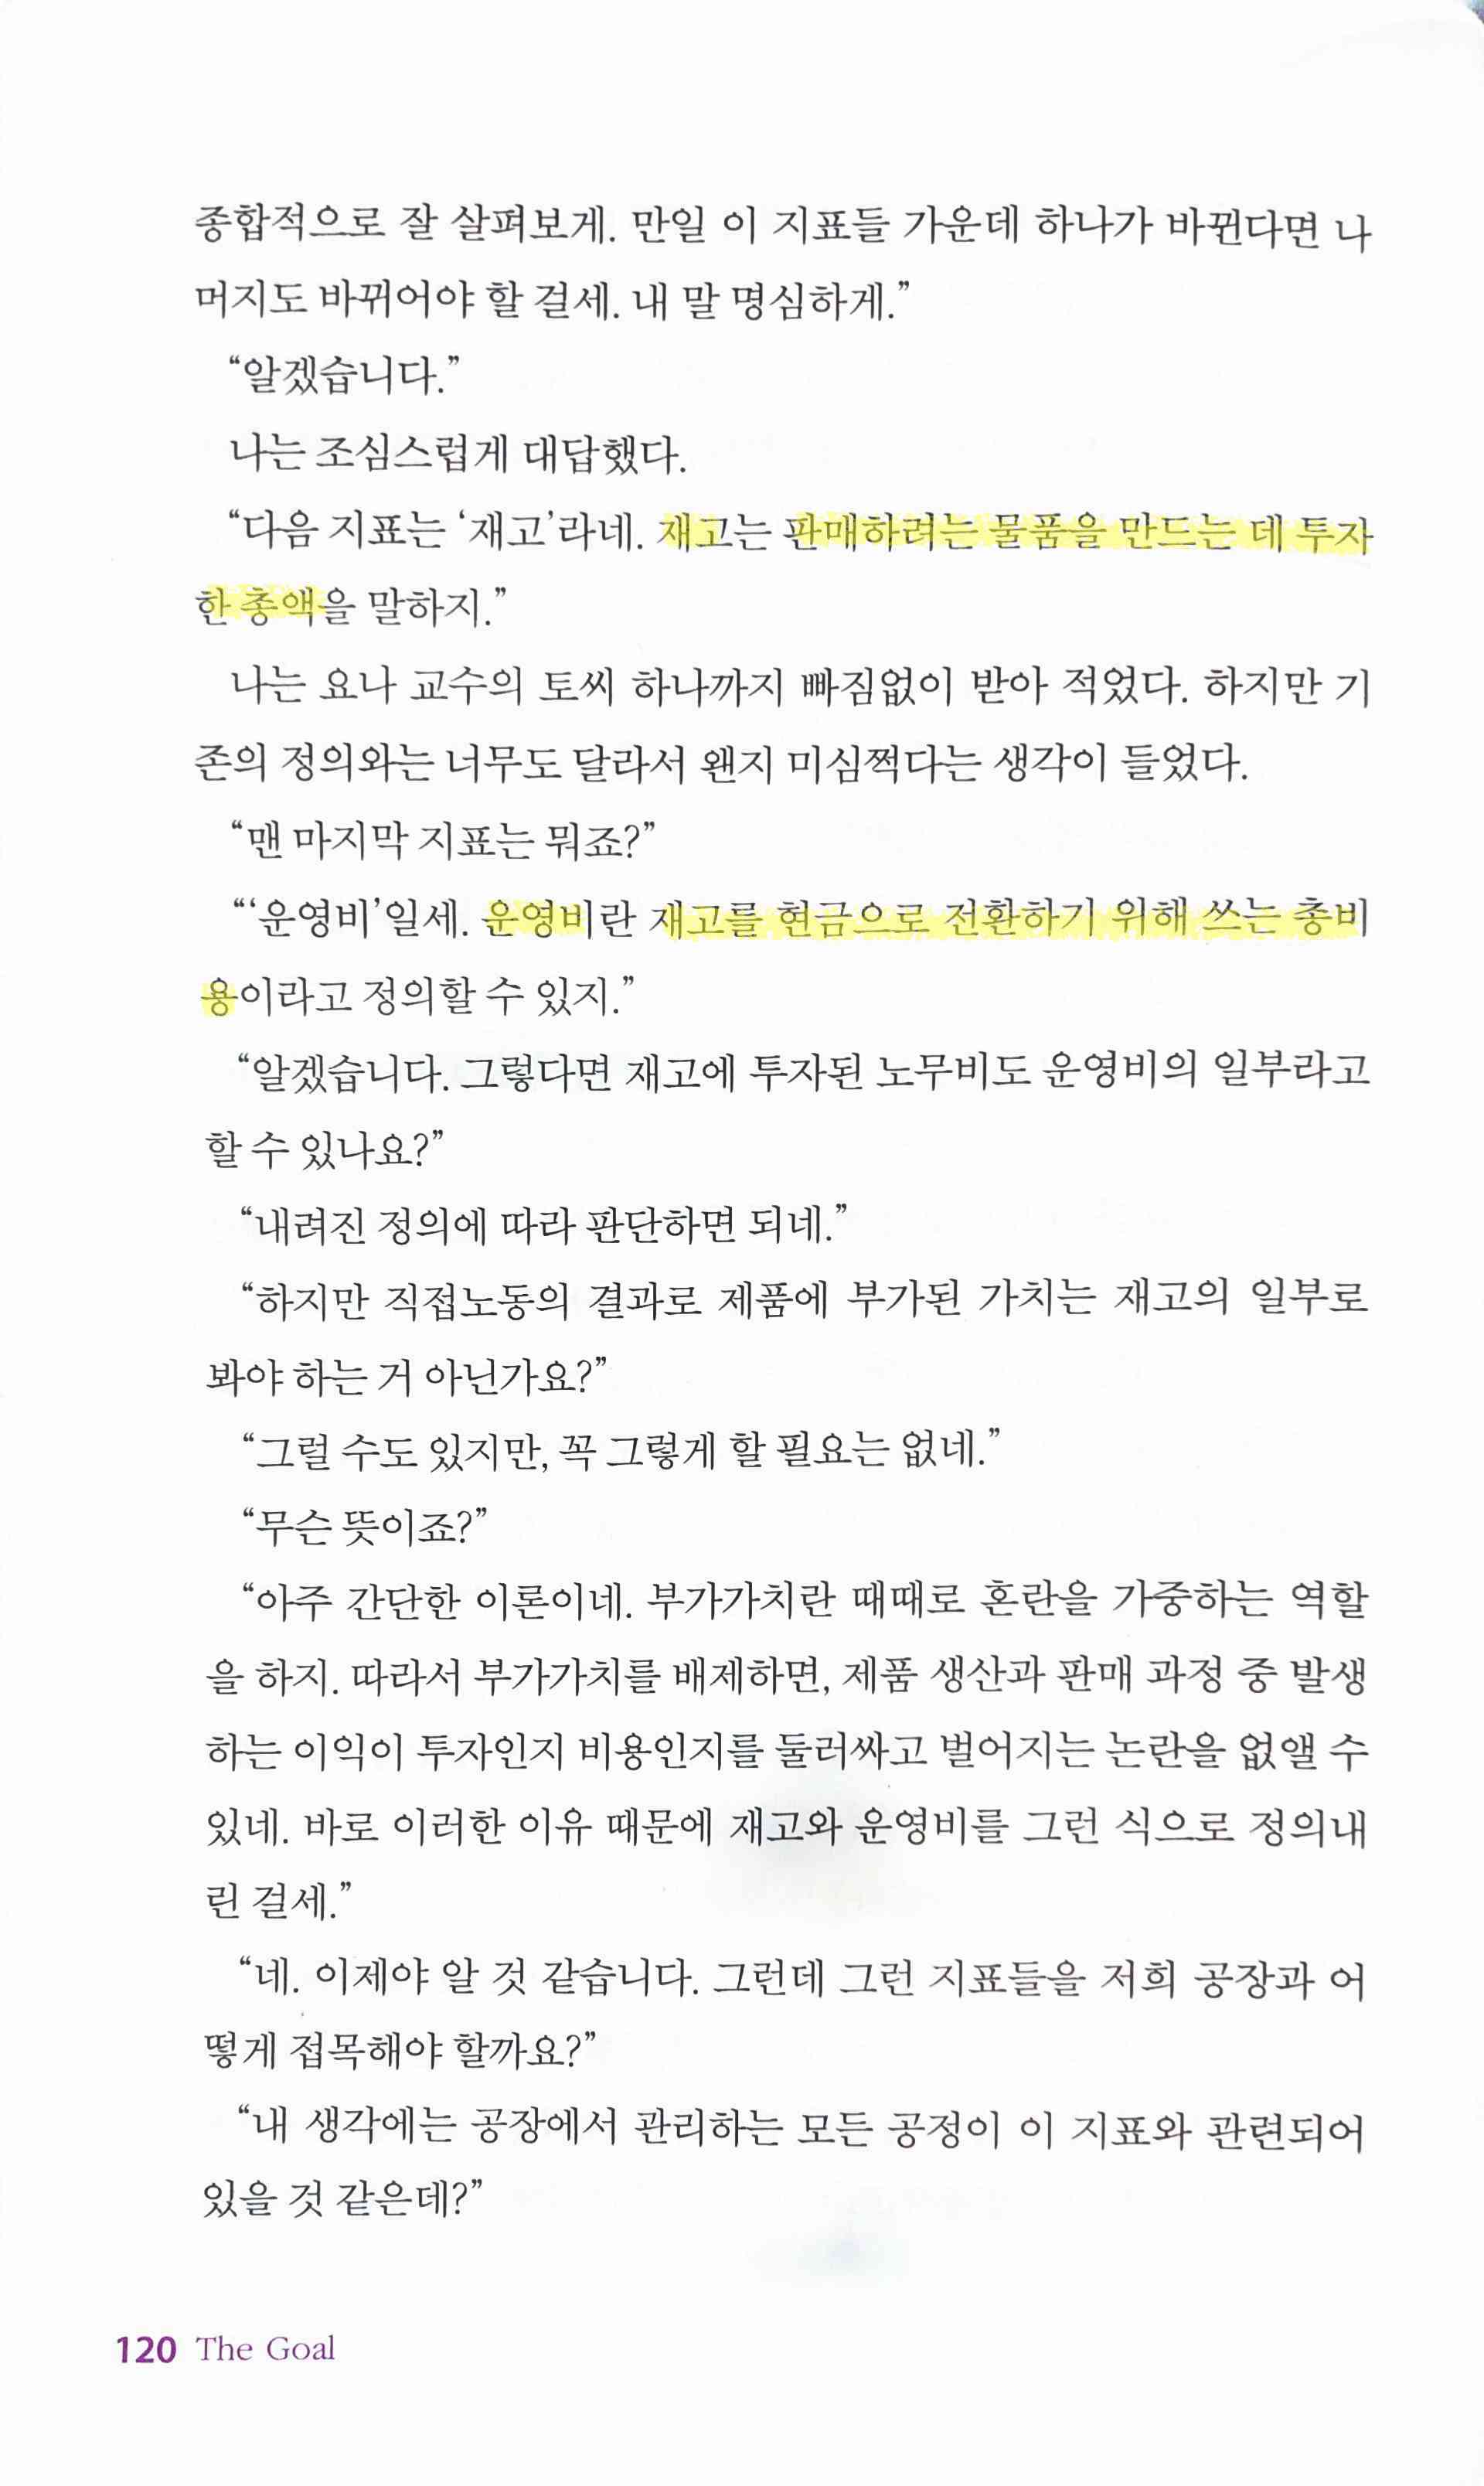 종합적으로 잘 살펴보게. 만일 이 지표들 가운데 하나가 바뀐다면 나
머지도 바뀌어야 할 걸세. 내 말 명심하게.”
“알겠습니다.”
나는 조심스럽게 대답했다.
“다음 지표는 ‘재고’라네. 재고는 판매하려는 물품을 만드는 데 투자
한 총액을 말하지.”
나는 요나 교수의 토씨 하나까지 빠짐없이 받아 적었다. 하지만 기
존의 정의와는 너무도 달라서 왠지 미심쩍다는 생각이 들었다.
“맨 마지막 지표는 뭐죠?”
“‘운영비’일세. 운영비란 재고를 현금으로 전환하기 위해 쓰는 총비
용이라고 정의할 수 있지.”
“알겠습니다. 그렇다면 재고에 투자된 노무비도 운영비의 일부라고
할 수 있나요?”
“내려진 정의에 따라 판단하면 되네.”
“하지만 직접노동의 결과로 제품에 부가된 가치는 재고의 일부로
봐야 하는 거 아닌가요?”
“그럴 수도 있지만, 꼭 그렇게 할 필요는 없네.”
“무슨 뜻이죠?”
“아주 간단한 이론이네. 부가가치란 때때로 혼란을 가중하는 역할
을 하지. 따라서 부가가치를 배제하면, 제품 생산과 판매 과정 중 발생
하는 이익이 투자인지 비용인지를 둘러싸고 벌어지는 논란을 없앨 수
있네. 바로 이러한 이유 때문에 재고와 운영비를 그런 식으로 정의내
린 걸세.”
“네. 이제야 알 것 같습니다. 그런데 그런 지표들을 저희 공장과 어
떻게 접목해야 할까요?”
“내 생각에는 공장에서 관리하는 모든 공정이 이 지표와 관련되어
있을 것 같은데?”
120 The Goal